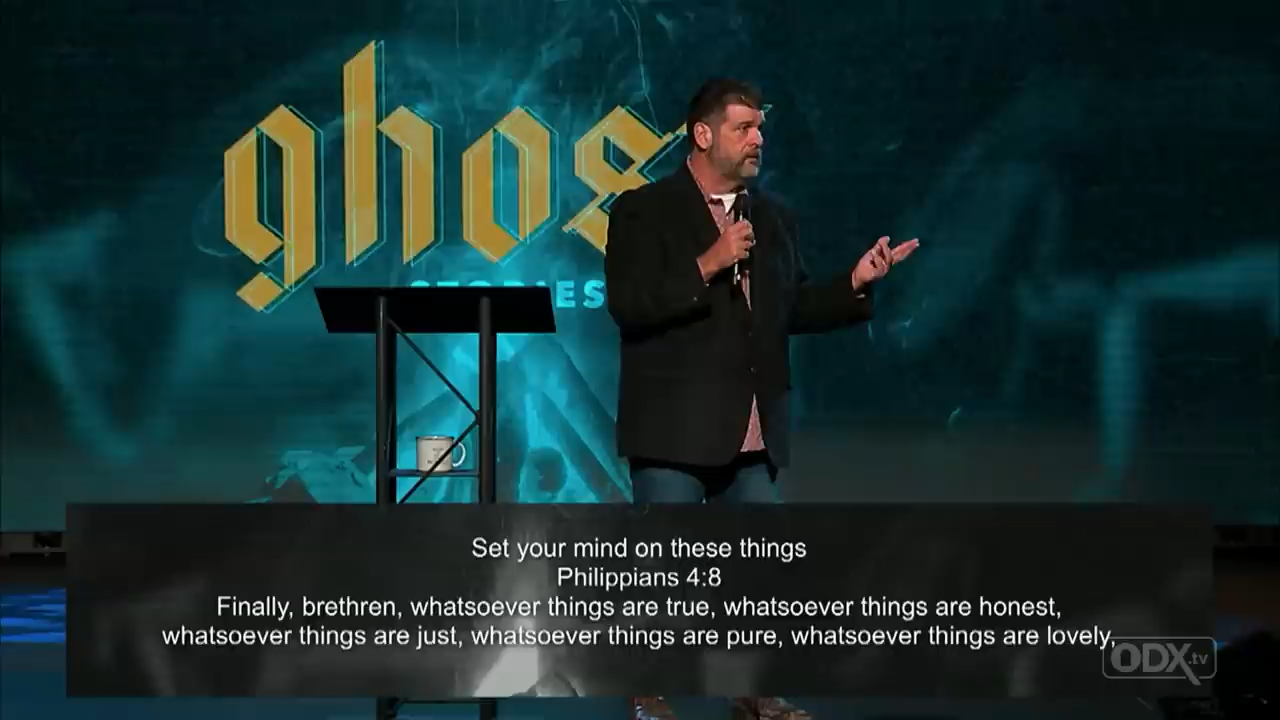 ghos
STORIES
Set your mind on these things
Philippians 4:8
Finally, brethren, whatsoever things are true, whatsoever things are honest,
whatsoever things are just, whatsoever things are pure, whatsoever things are lovely,
ODX.tv